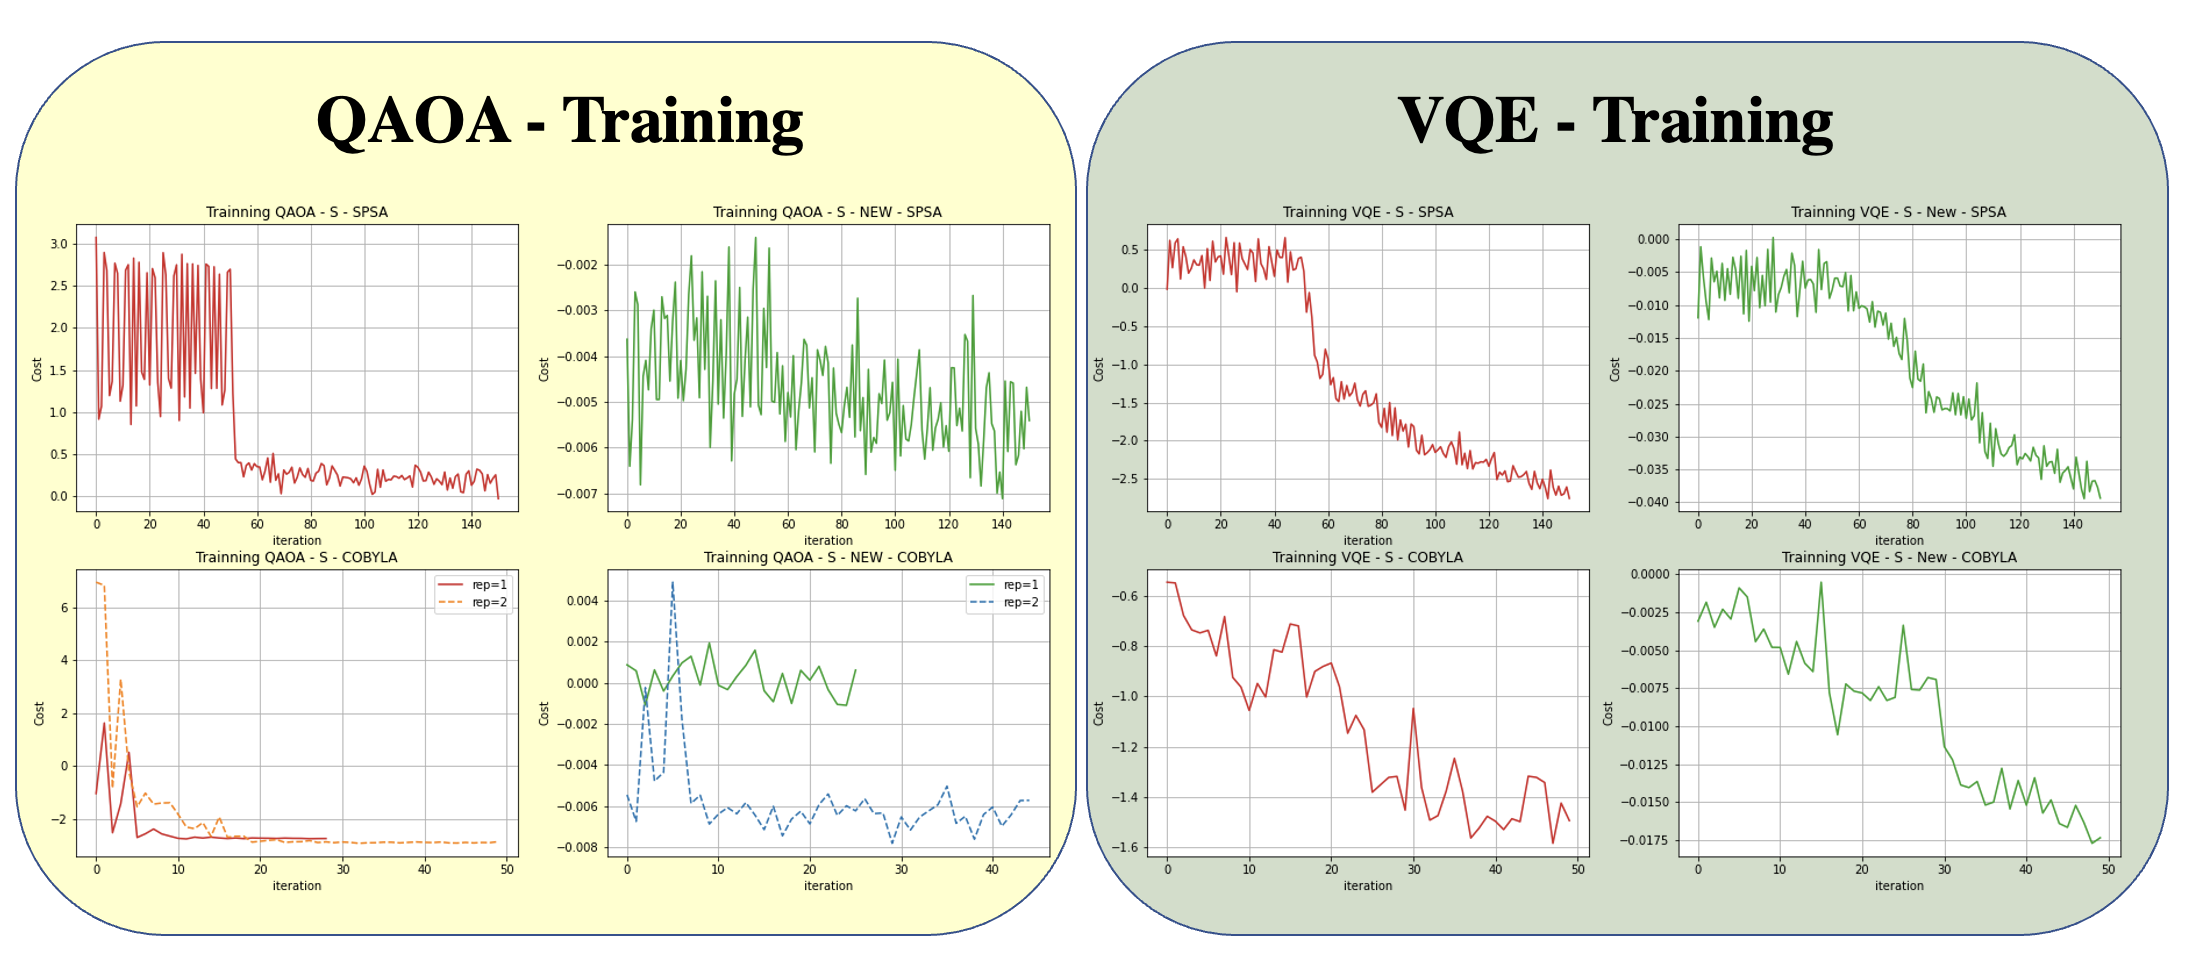 QAOA - Training
Trainning QAOA - S - SPSA
Cost
3.0
2.5
2.0
1.5
1.0
0.5
0.0
0 20 40 60 80 100 120 140
iteration
Trainning QAOA - S - NEW - SPSA
Cost
−0.002
−0.003
−0.004
−0.005
−0.006
−0.007
0 20 40 60 80 100 120 140
iteration
Trainning QAOA - S - COBYLA
Cost
6
4
2
0
−2
rep=1
rep=2
0 10 20 30 40 50
iteration
Trainning QAOA - S - NEW - COBYLA
Cost
0.004
0.002
0.000
−0.002
−0.004
−0.006
−0.008
rep=1
rep=2
0 10 20 30 40
iteration
VQE - Training
Trainning VQE - S - SPSA
Cost
0.5
0.0
−0.5
−1.0
−1.5
−2.0
−2.5
0 20 40 60 80 100 120 140
iteration
Trainning VQE - S - New - SPSA
Cost
0.000
−0.005
−0.010
−0.015
−0.020
−0.025
−0.030
−0.035
−0.040
0 20 40 60 80 100 120 140
iteration
Trainning VQE - S - COBYLA
Cost
−0.6
−0.8
−1.0
−1.2
−1.4
−1.6
0 10 20 30 40 50
iteration
Trainning VQE - S - New - COBYLA
Cost
0.0000
−0.0025
−0.0050
−0.0075
−0.0100
−0.0125
−0.0150
−0.0175
0 10 20 30 40 50
iteration